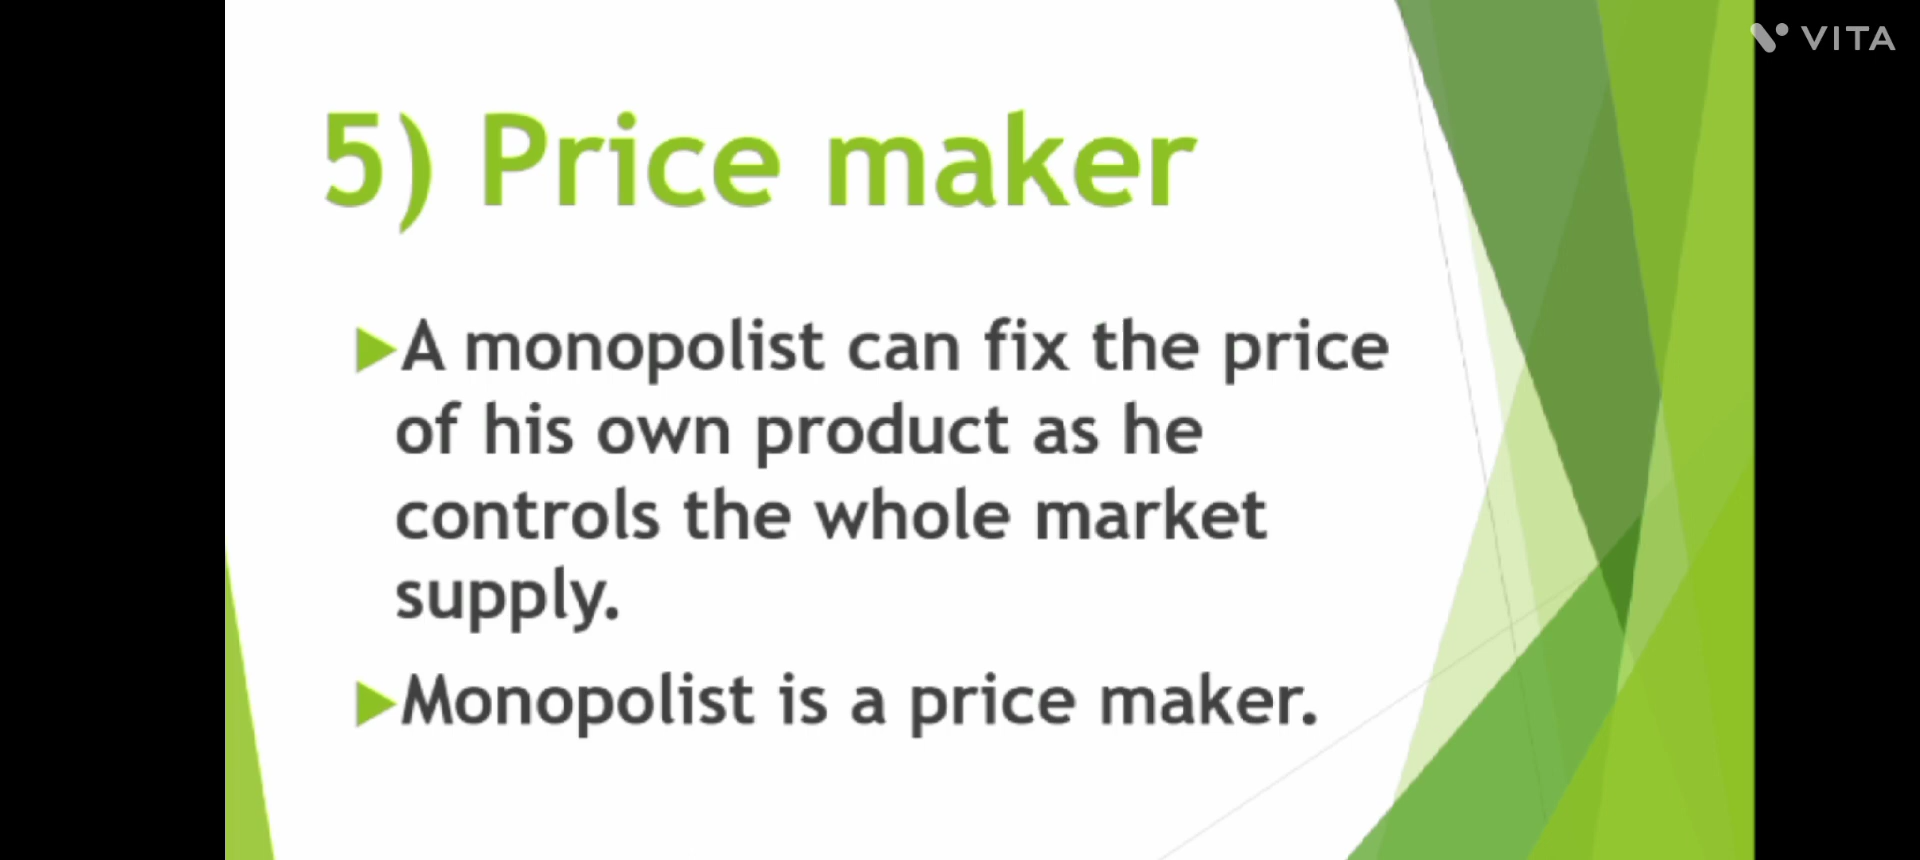 VITA
5) Price maker
A monopolist can fix the price
of his own product as he
controls the whole market
supply.
Monopolist is a price maker.